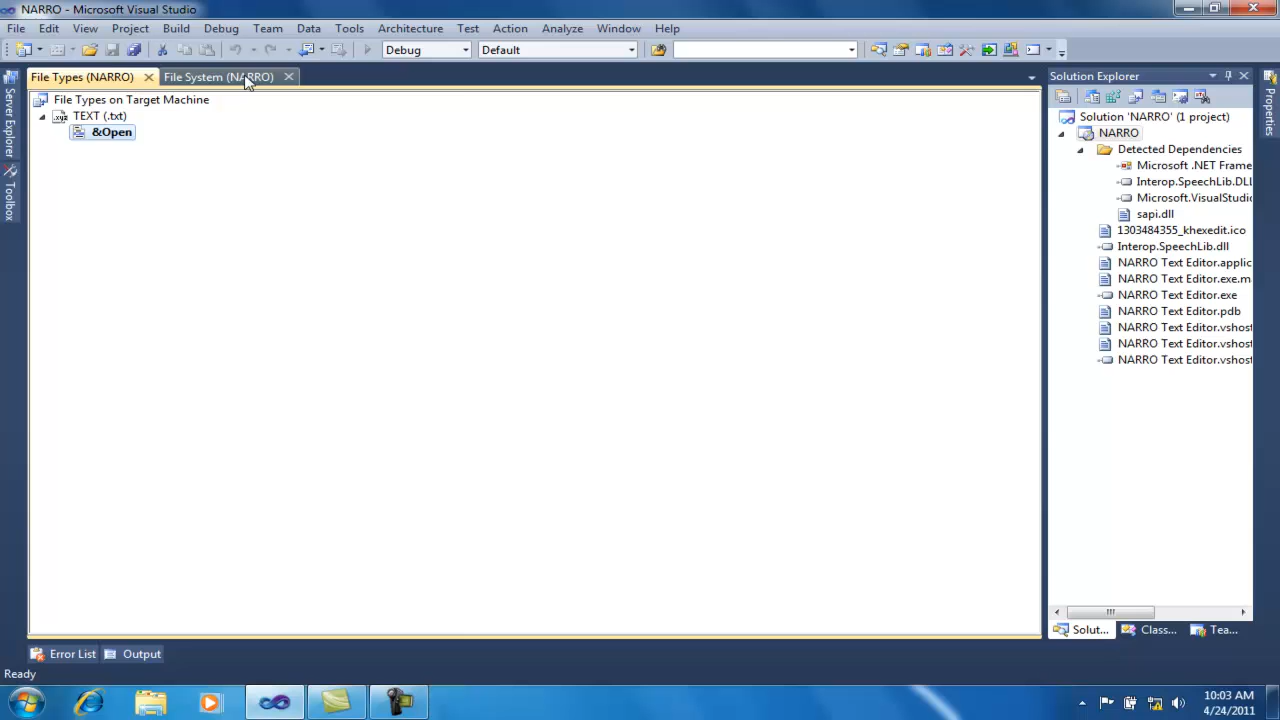 NARRO - Microsoft Visual Studio
File Edit View Project Build Debug Team Data Tools Architecture Test Action Analyze Window Help
Debug Default
Server Explorer
Toolbox
File Types (NARRO) File System (NARRO)
File Types on Target Machine
.xyz TEXT (.txt)
&Open
Solution Explorer
Solution 'NARRO' (1 project)
NARRO
Detected Dependencies
Microsoft .NET Frame
Interop.SpeechLib.DLL
Microsoft.VisualStudio
sapi.dll
1303484355_khexedit.ico
Interop.SpeechLib.dll
NARRO Text Editor.applic
NARRO Text Editor.exe.m
NARRO Text Editor.exe
NARRO Text Editor.pdb
NARRO Text Editor.vshost
NARRO Text Editor.vshost
NARRO Text Editor.vshost
Solut... Class... Tea...
Properties
Error List Output
Ready
10:03 AM
4/24/2011